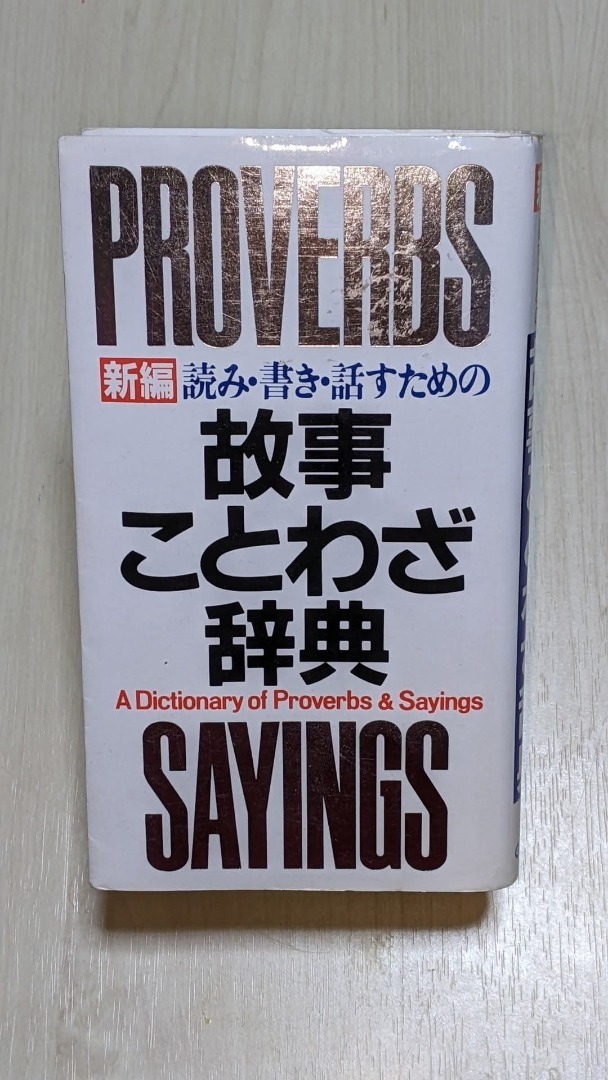 PROVERBS
新編 読み・書き・話すための
故事
ことわざ
辞典
A Dictionary of Proverbs & Sayings
SAYINGS